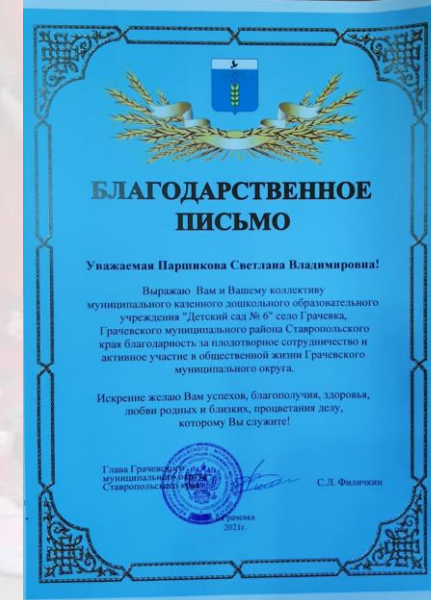 БЛАГОДАРСТВЕННОЕ
ПИСЬМО
Уважаемая Паршикова Светлана Владимировна!
Выражаю Вам и Вашему коллективу
муниципального казенного дошкольного образовательного
учреждения "Детский сад № 6" село Грачевка,
Грачевского муниципального района Ставропольского
края благодарность за плодотворное сотрудничество и
активное участие в общественной жизни Грачевского
муниципального округа.
Искренне желаю Вам успехов, благополучия, здоровья,
любви родных и близких, процветания делу,
которому Вы служите!
Глава Грачевского
муниципального округа
Ставропольского края
С.Л. Филичкин
с.Грачевка
2021г.